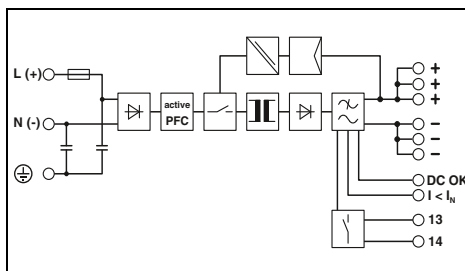 L (+)
N (-)
active
PFC
+
+
+
–
–
–
DC OK
I < I_N
13
14